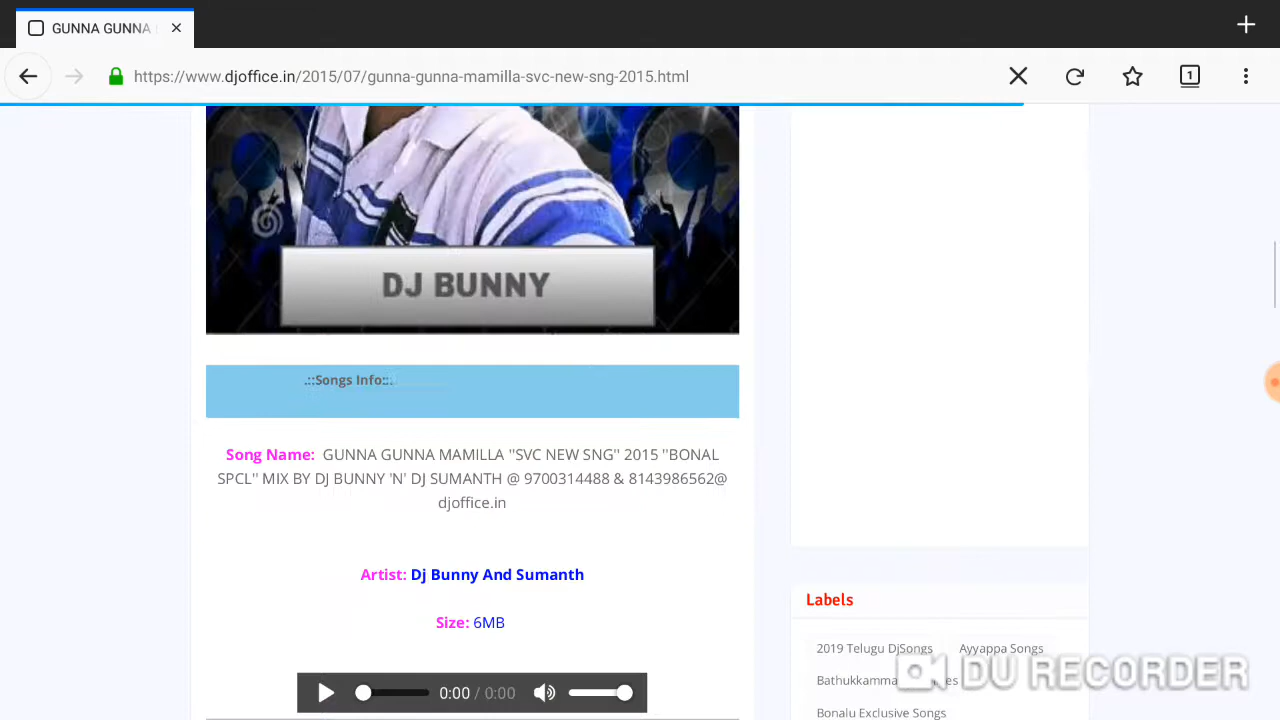 GUNNA GUNNA
https://www.djoffice.in/2015/07/gunna-gunna-mamilla-svc-new-sng-2015.html
1
DJ BUNNY
.::Songs Info::.
Song Name: GUNNA GUNNA MAMILLA "SVC NEW SNG" 2015 "BONAL
SPCL" MIX BY DJ BUNNY 'N' DJ SUMANTH @ 9700314488 & 8143986562@
djoffice.in
Artist: Dj Bunny And Sumanth
Size: 6MB
0:00 / 0:00
Labels
2019 Telugu DjSongs
Ayyappa Songs
Bathukkamma
Bonalu Exclusive Songs
DU RECORDER